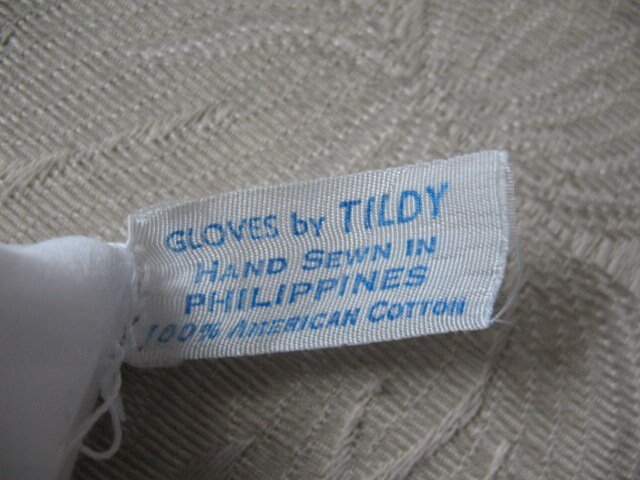 GLOVES by TILDY
HAND SEWN IN
PHILIPPINES
100% AMERICAN COTTON